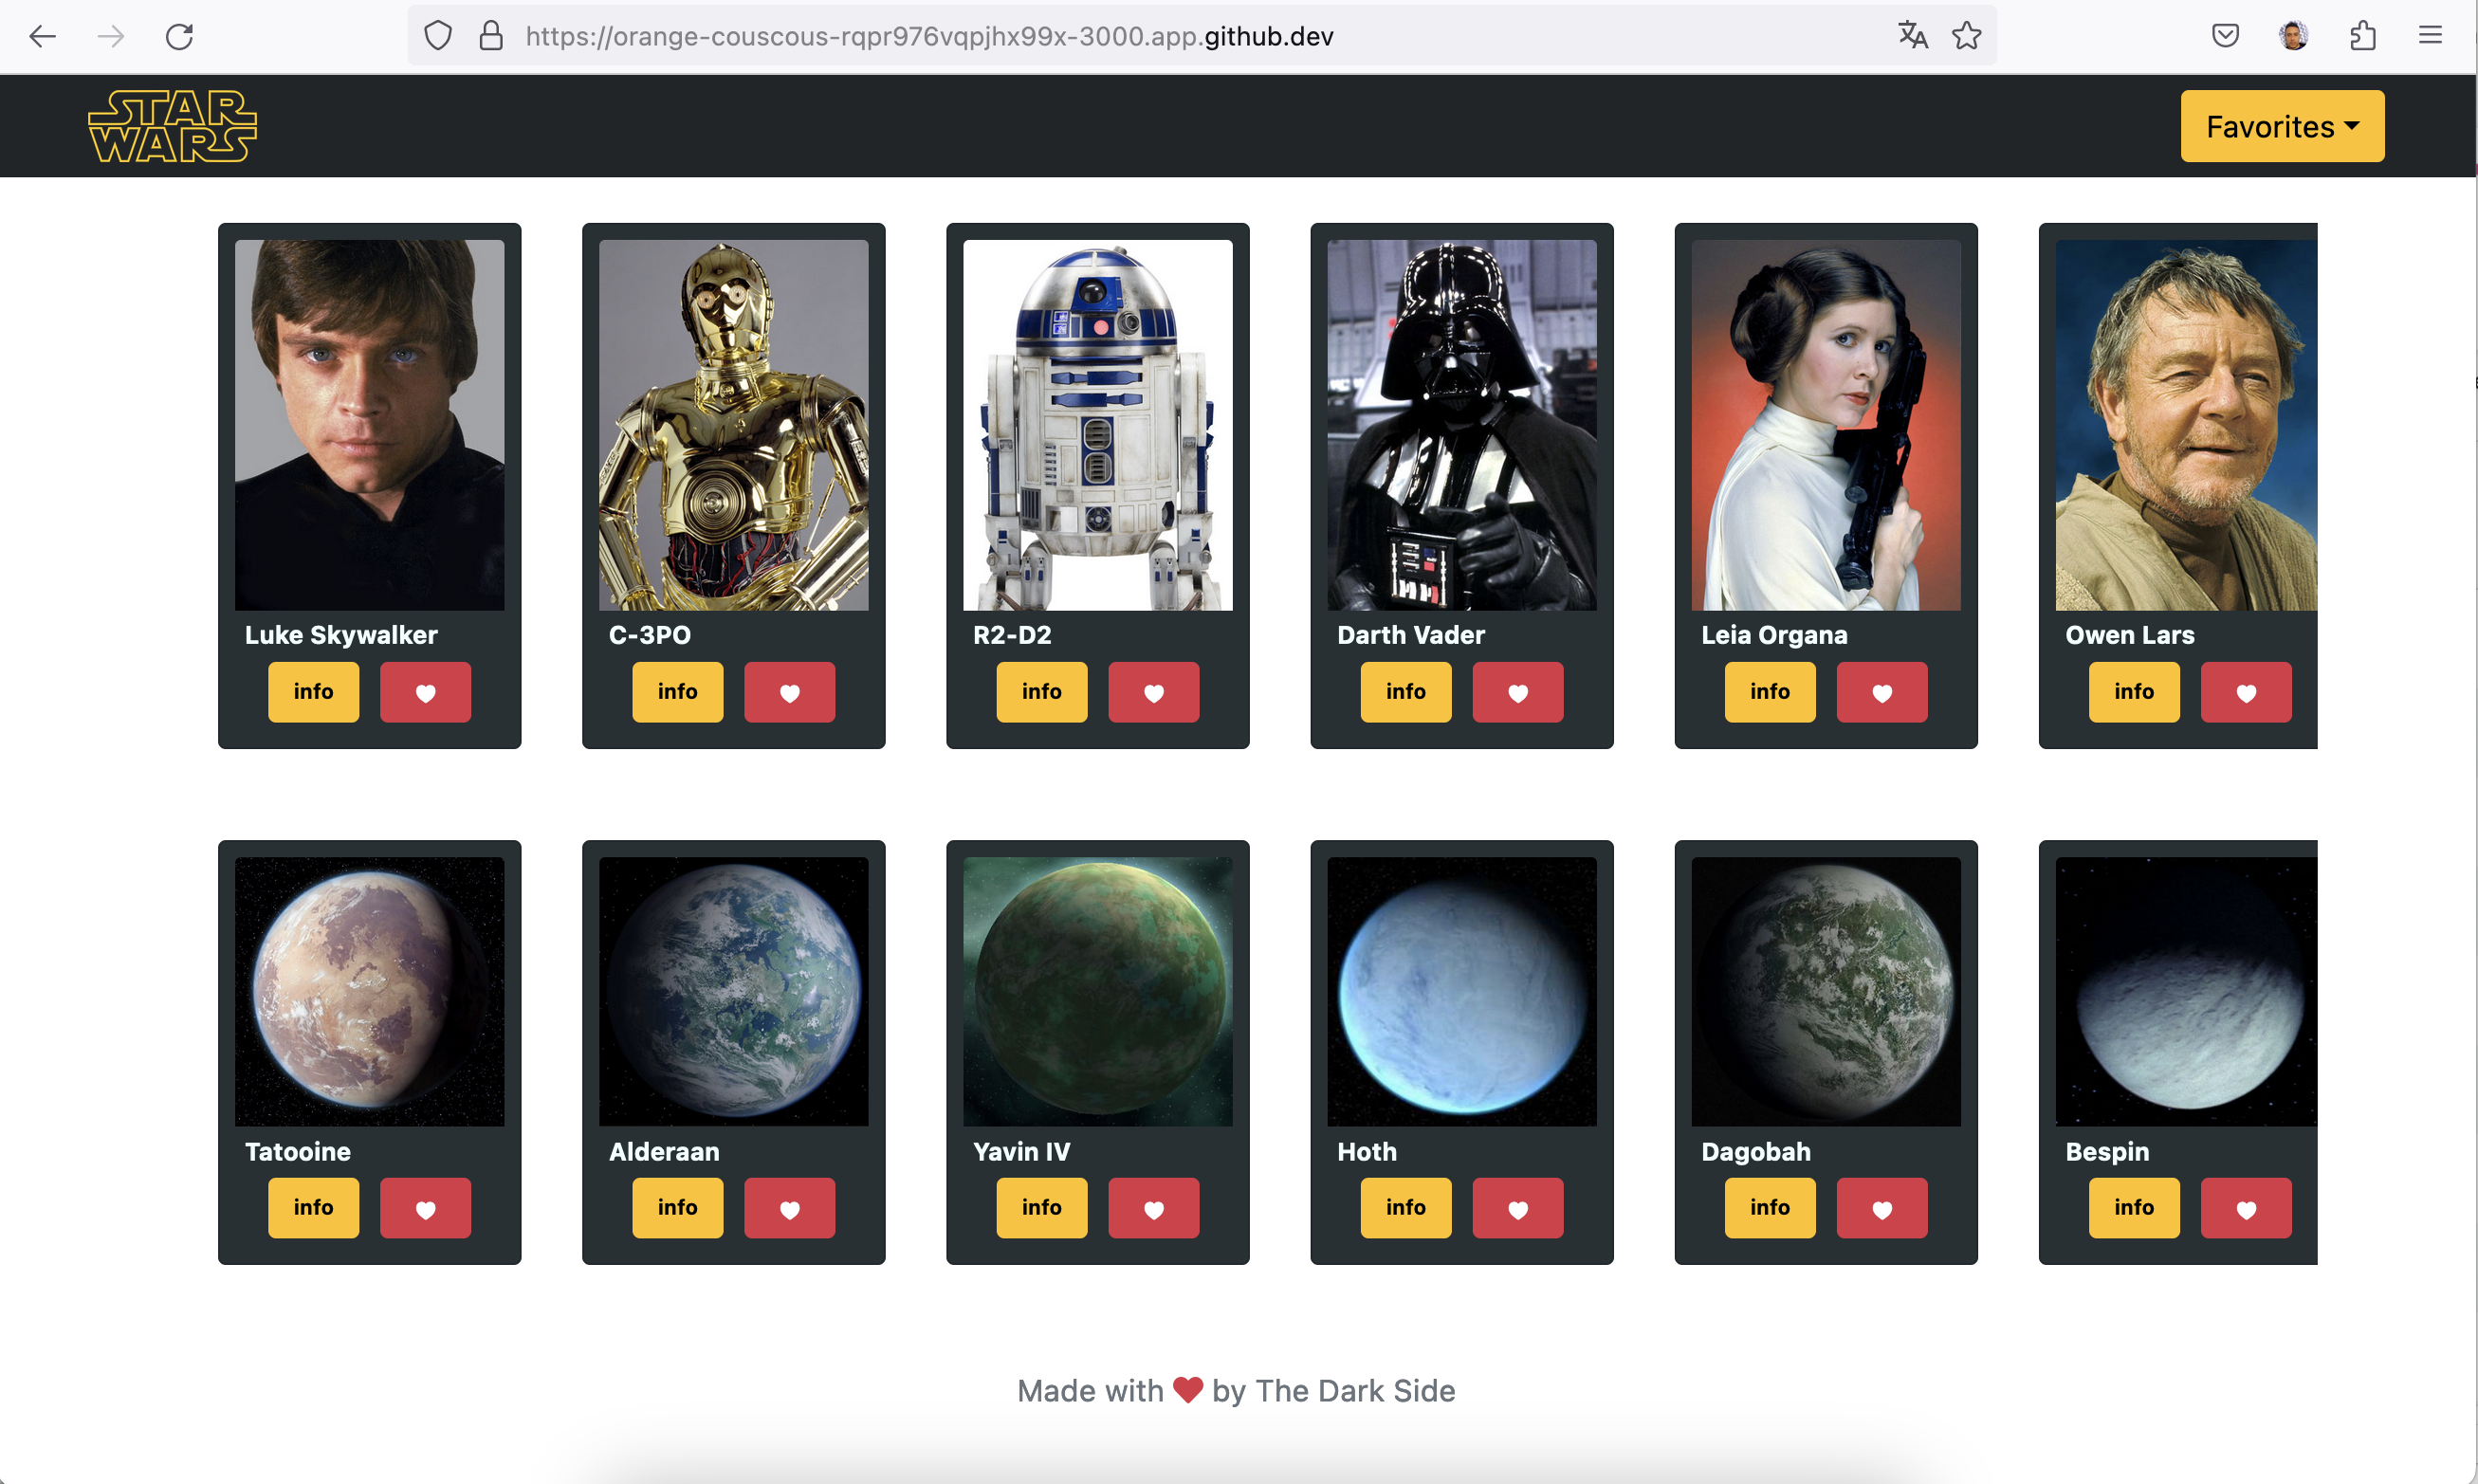 https://orange-couscous-rqpr976vqpjhx99x-3000.app.github.dev
STAR
WARS
Favorites
Luke Skywalker
C-3PO
R2-D2
Darth Vader
Leia Organa
Owen Lars
info
info
info
info
info
info
Tatooine
Alderaan
Yavin IV
Hoth
Dagobah
Bespin
info
info
info
info
info
info
Made with ❤ by The Dark Side